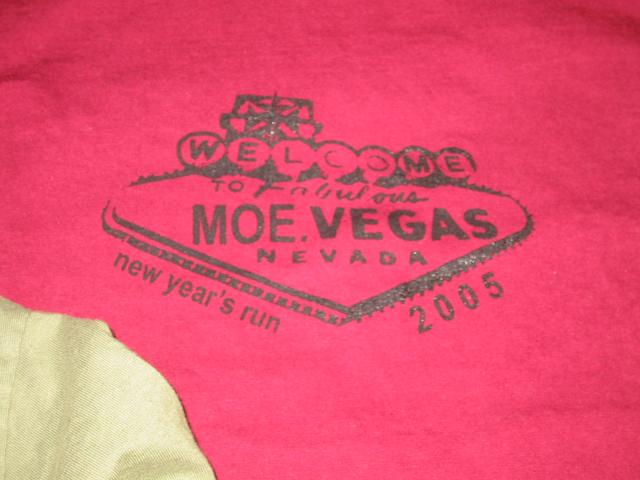 WELCOME
TO Fabulous
MOE.VEGAS
NEVADA
new year's run
2005